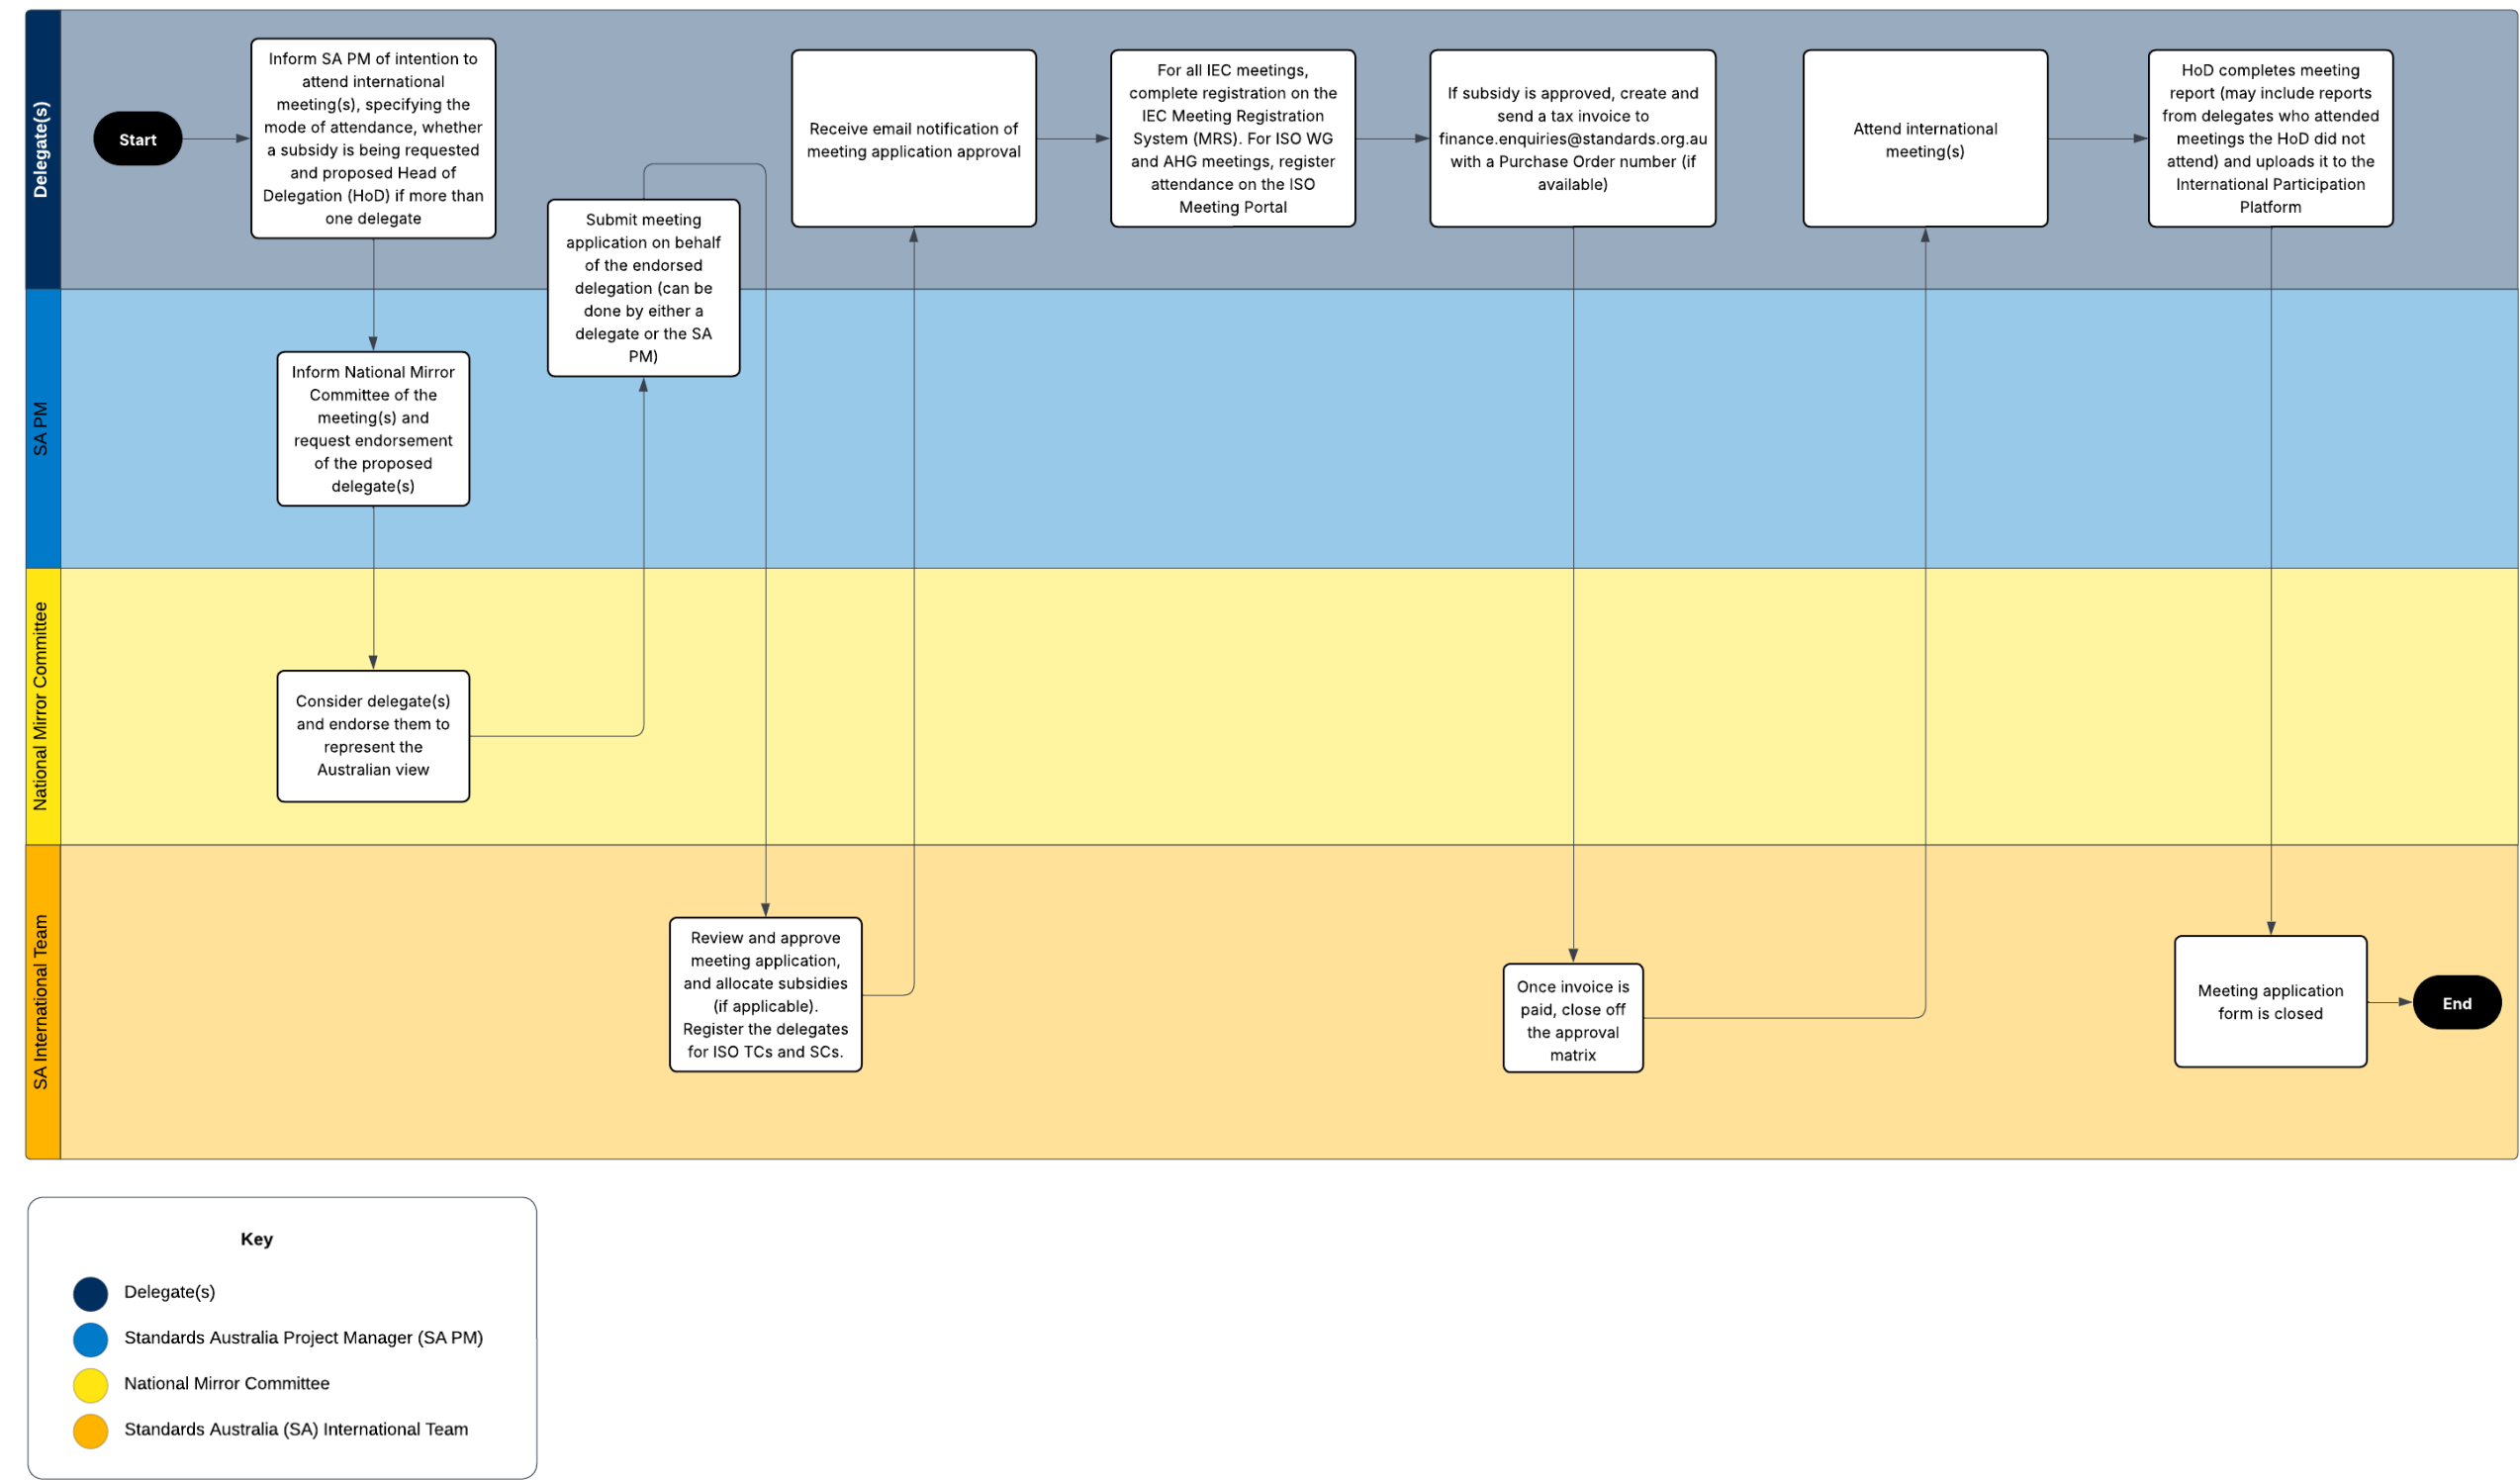 Delegate(s)
Start
Inform SA PM of intention to
attend international
meeting(s), specifying the
mode of attendance, whether
a subsidy is being requested
and proposed Head of
Delegation (HoD) if more than
one delegate
Submit meeting
application on behalf
of the endorsed
delegation (can be
done by either a
delegate or the SA
PM)
Receive email notification of
meeting application approval
For all IEC meetings,
complete registration on the
IEC Meeting Registration
System (MRS). For ISO WG
and AHG meetings, register
attendance on the ISO
Meeting Portal
If subsidy is approved, create and
send a tax invoice to
finance.enquiries@standards.org.au
with a Purchase Order number (if
available)
Attend international
meeting(s)
HoD completes meeting
report (may include reports
from delegates who attended
meetings the HoD did not
attend) and uploads it to the
International Participation
Platform
SA PM
Inform National Mirror
Committee of the
meeting(s) and
request endorsement
of the proposed
delegate(s)
National Mirror Committee
Consider delegate(s)
and endorse them to
represent the
Australian view
SA International Team
Review and approve
meeting application,
and allocate subsidies
(if applicable).
Register the delegates
for ISO TCs and SCs.
Once invoice is
paid, close off
the approval
matrix
Meeting application
form is closed
End
Key
Delegate(s)
Standards Australia Project Manager (SA PM)
National Mirror Committee
Standards Australia (SA) International Team